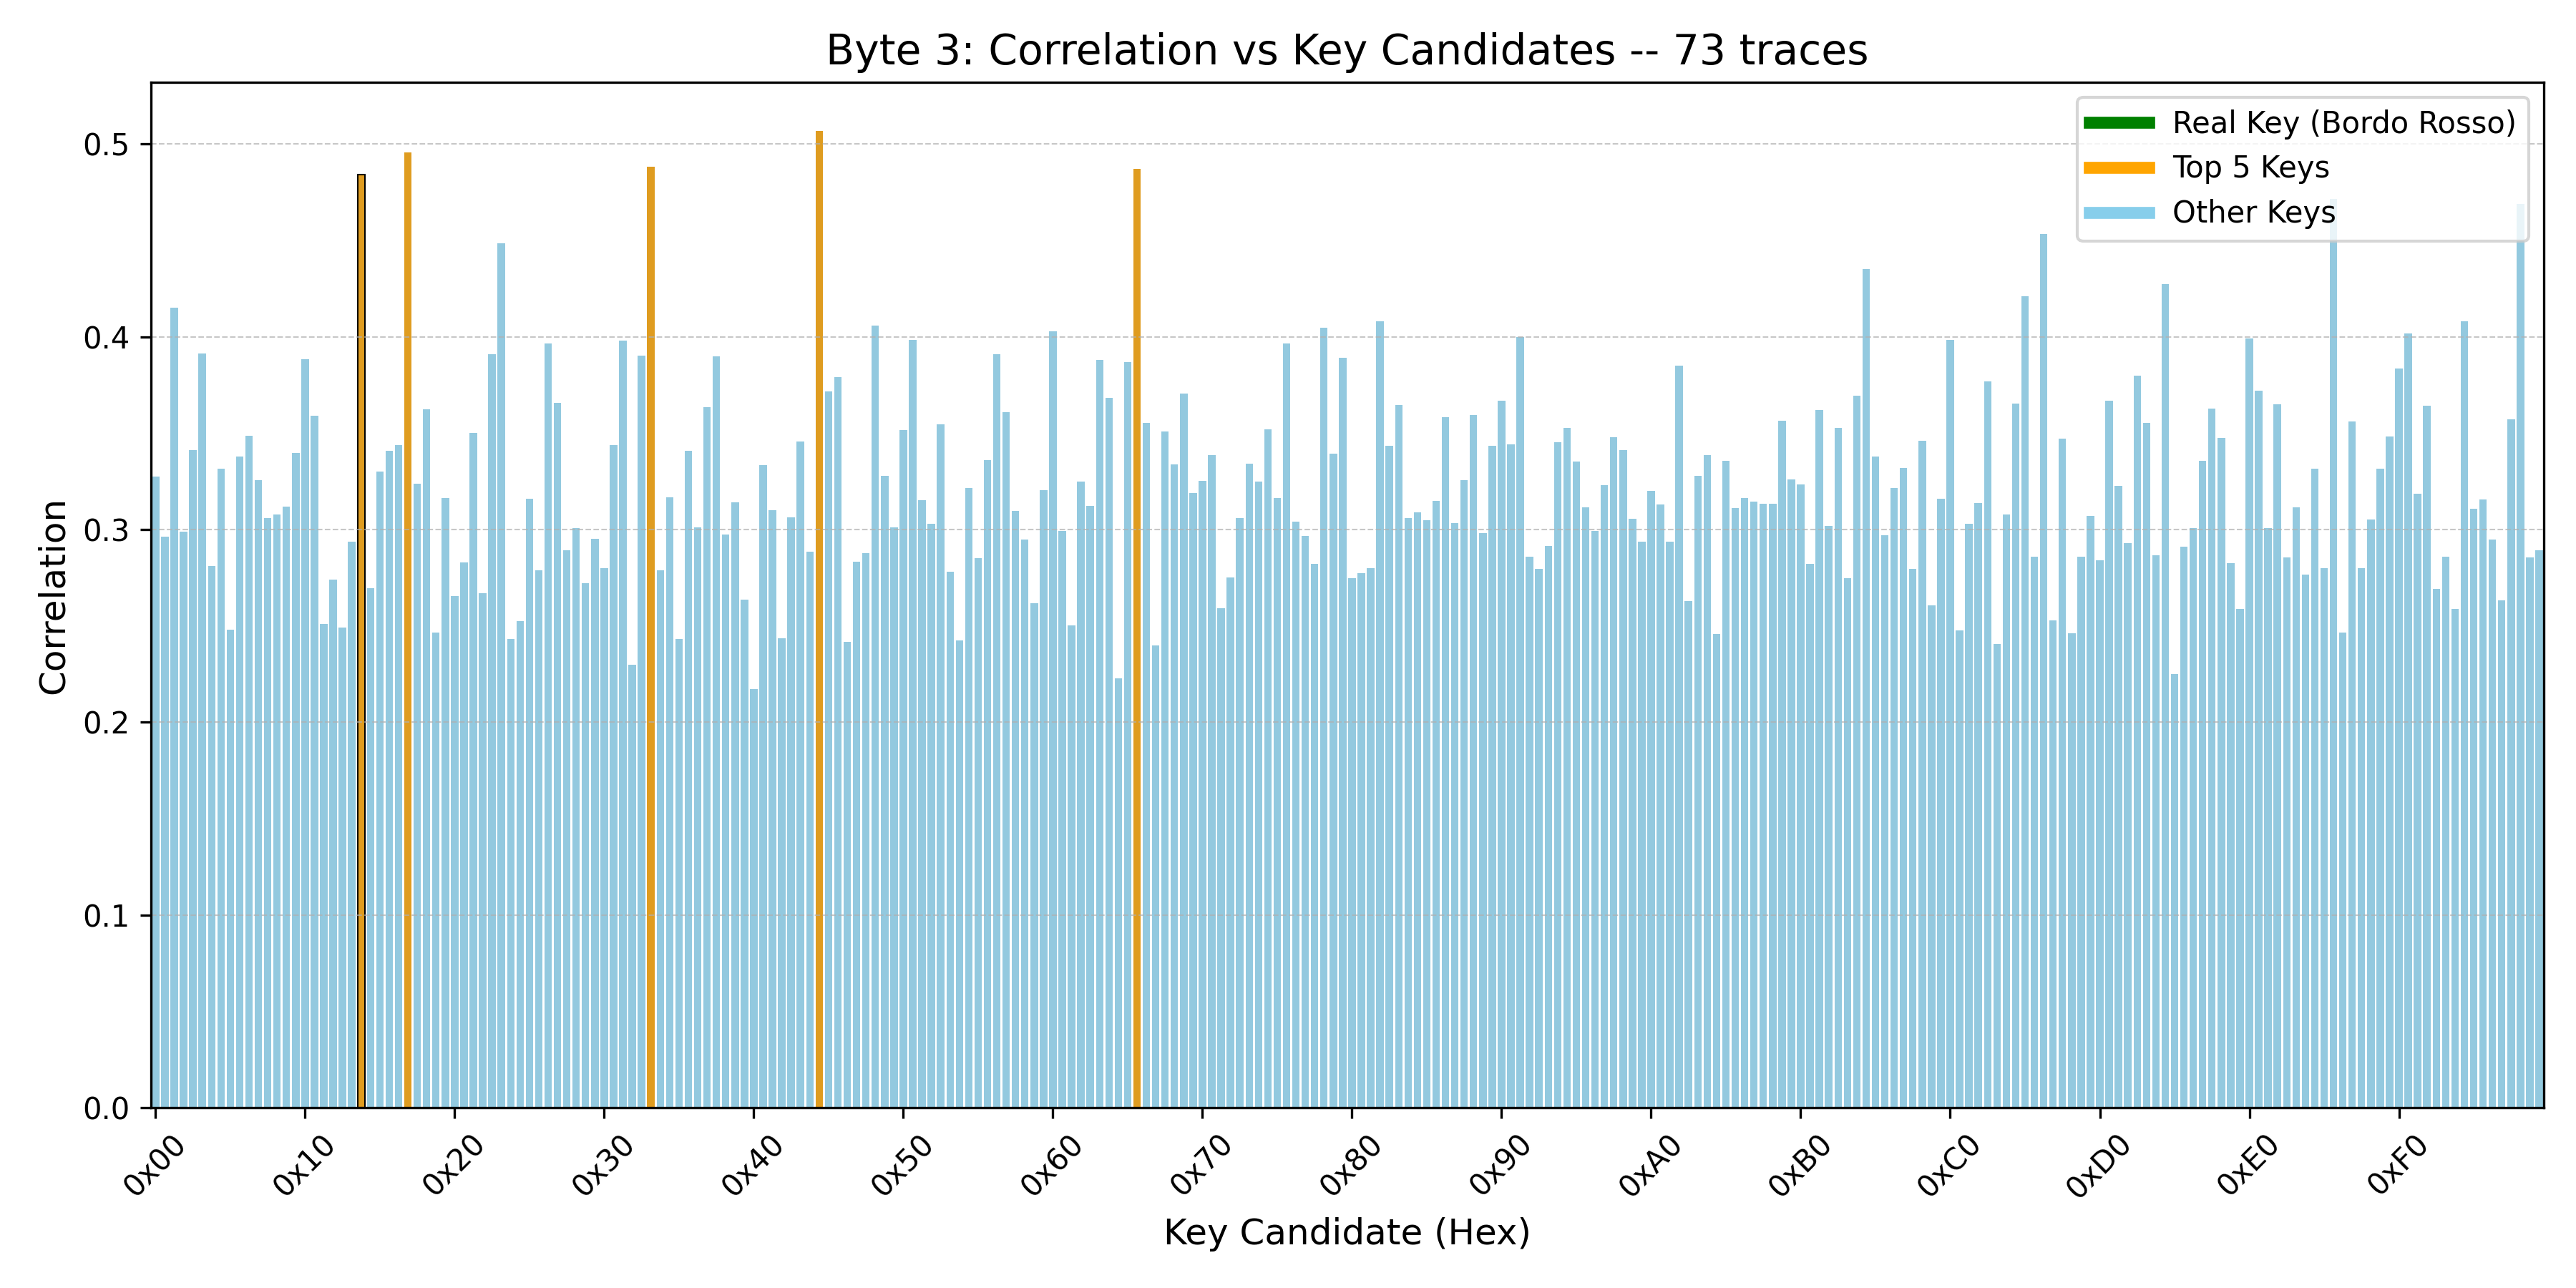 Byte 3: Correlation vs Key Candidates -- 73 traces
Real Key (Bordo Rosso)
Top 5 Keys
Other Keys
Correlation
0.5
0.4
0.3
0.2
0.1
0.0
0x00 0x10 0x20 0x30 0x40 0x50 0x60 0x70 0x80 0x90 0xA0 0xB0 0xC0 0xD0 0xE0 0xF0
Key Candidate (Hex)